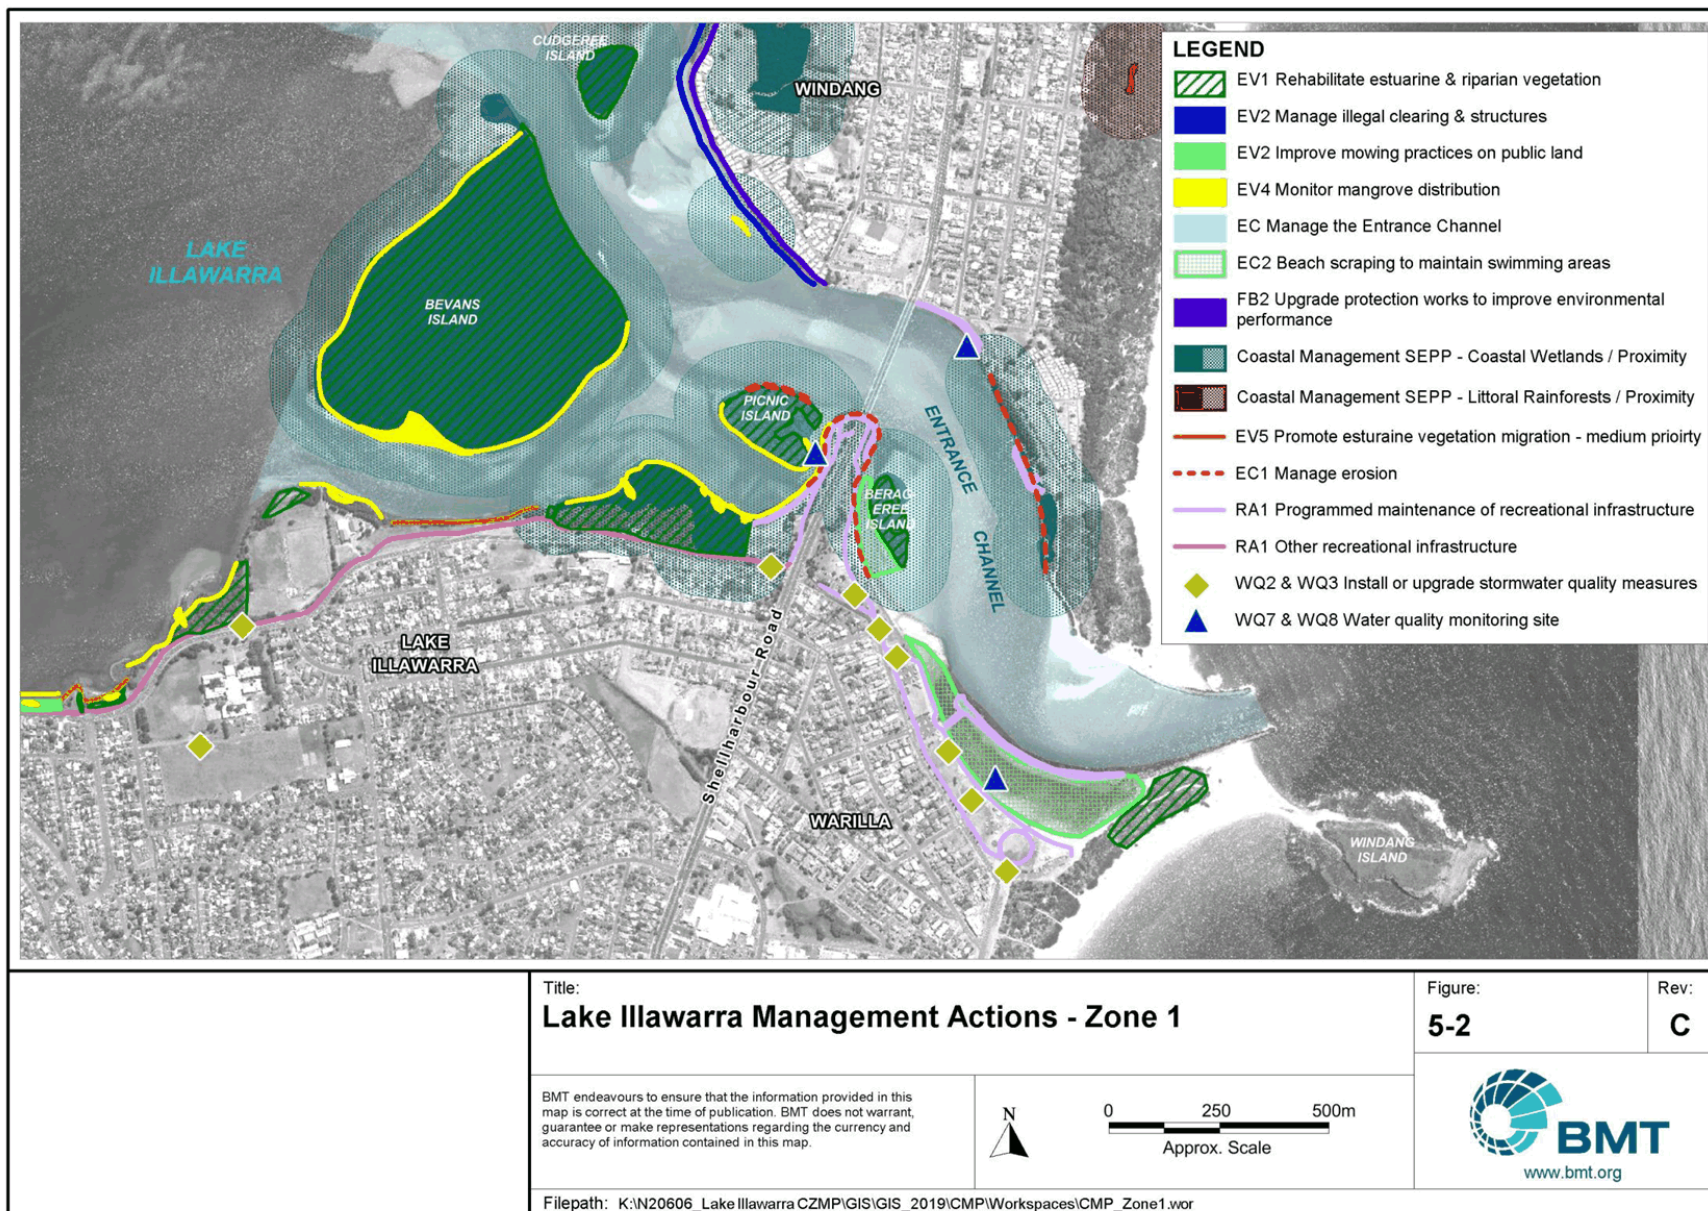 CUDGEREE
ISLAND
WINDANG
LAKE
ILLAWARRA
BEVANS
ISLAND
PICNIC
ISLAND
BERAG-
EREE
ISLAND
ENTRANCE
CHANNEL
LAKE
ILLAWARRA
Shellharbour Road
WARILLA
WINDANG
ISLAND
LEGEND
EV1 Rehabilitate estuarine & riparian vegetation
EV2 Manage illegal clearing & structures
EV2 Improve mowing practices on public land
EV4 Monitor mangrove distribution
EC Manage the Entrance Channel
EC2 Beach scraping to maintain swimming areas
FB2 Upgrade protection works to improve environmental
performance
Coastal Management SEPP - Coastal Wetlands / Proximity
Coastal Management SEPP - Littoral Rainforests / Proximity
EV5 Promote esturaine vegetation migration - medium prioirty
EC1 Manage erosion
RA1 Programmed maintenance of recreational infrastructure
RA1 Other recreational infrastructure
WQ2 & WQ3 Install or upgrade stormwater quality measures
WQ7 & WQ8 Water quality monitoring site
Title:
Lake Illawarra Management Actions - Zone 1
Figure:
5-2
Rev:
C
BMT endeavours to ensure that the information provided in this
map is correct at the time of publication. BMT does not warrant,
guarantee or make representations regarding the currency and
accuracy of information contained in this map.
N
0 250 500m
Approx. Scale
BMT
www.bmt.org
Filepath: K:\N20606_Lake Illawarra CZMP\GIS\GIS_2019\CMP\Workspaces\CMP_Zone1.wor